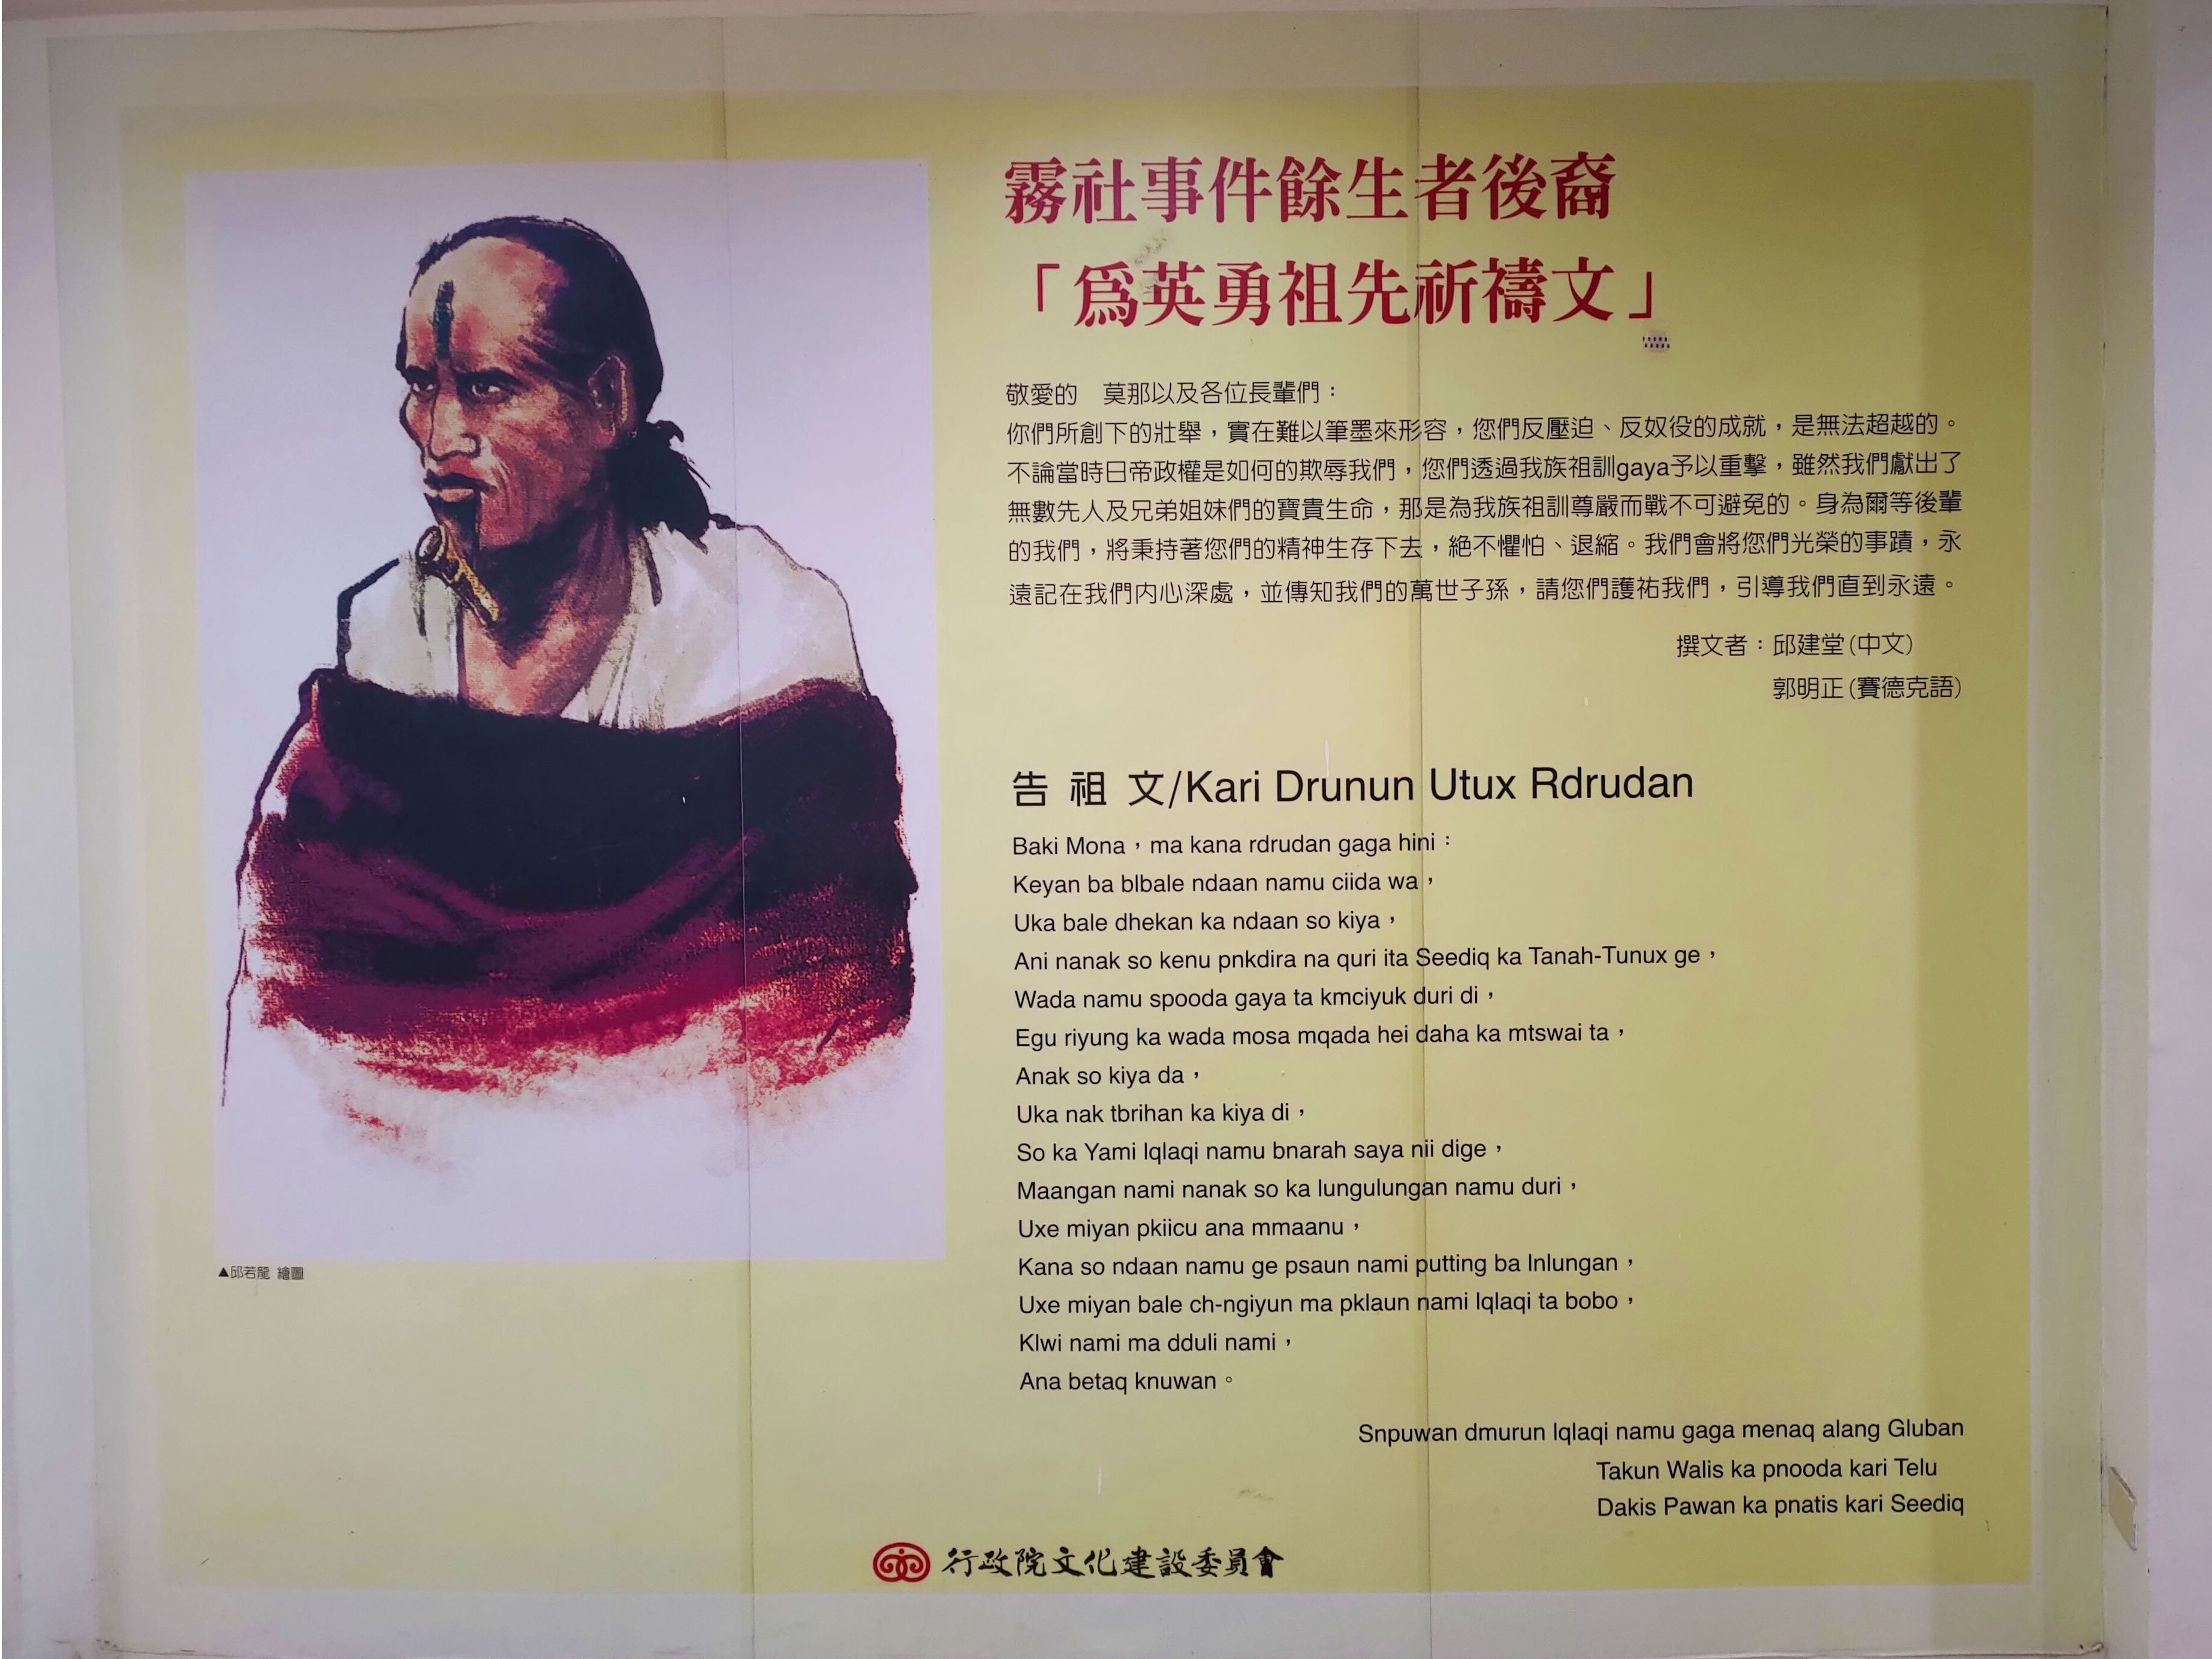 霧社事件餘生者後裔
「為英勇祖先祈禱文」
敬愛的　莫那以及各位長輩們：
你們所創下的壯舉，實在難以筆墨來形容，您們反壓迫、反奴役的成就，是無法超越的。
不論當時日帝政權是如何的欺辱我們，您們透過我族祖訓gaya予以重擊，雖然我們獻出了
無數先人及兄弟姐妹們的寶貴生命，那是為我族祖訓尊嚴而戰不可避免的。身為爾等後輩
的我們，將秉持著您們的精神生存下去，絕不懼怕、退縮。我們會將您們光榮的事蹟，永
遠記在我們內心深處，並傳知我們的萬世子孫，請您們護祐我們，引導我們直到永遠。
撰文者：邱建堂(中文)
郭明正(賽德克語)
告 祖 文/Kari Drunun Utux Rdrudan
Baki Mona，ma kana rdrudan gaga hini：
Keyan ba blbale ndaan namu ciida wa，
Uka bale dhekan ka ndaan so kiya，
Ani nanak so kenu pnkdira na quri ita Seediq ka Tanah-Tunux ge，
Wada namu spooda gaya ta kmciyuk duri di，
Egu riyung ka wada mosa mqada hei daha ka mtswai ta，
Anak so kiya da，
Uka nak tbrihan ka kiya di，
So ka Yami lqlaqi namu bnarah saya nii dige，
Maangan nami nanak so ka lungulungan namu duri，
Uxe miyan pkiicu ana mmaanu，
Kana so ndaan namu ge psaun nami putting ba lnlungan，
Uxe miyan bale ch-ngiyun ma pklaun nami lqlaqi ta bobo，
Klwi nami ma dduli nami，
Ana betaq knuwan。
Snpuwan dmurun lqlaqi namu gaga menaq alang Gluban
Takun Walis ka pnooda kari Telu
Dakis Pawan ka pnatis kari Seediq
▲邱若龍 繪圖
行政院文化建設委員會